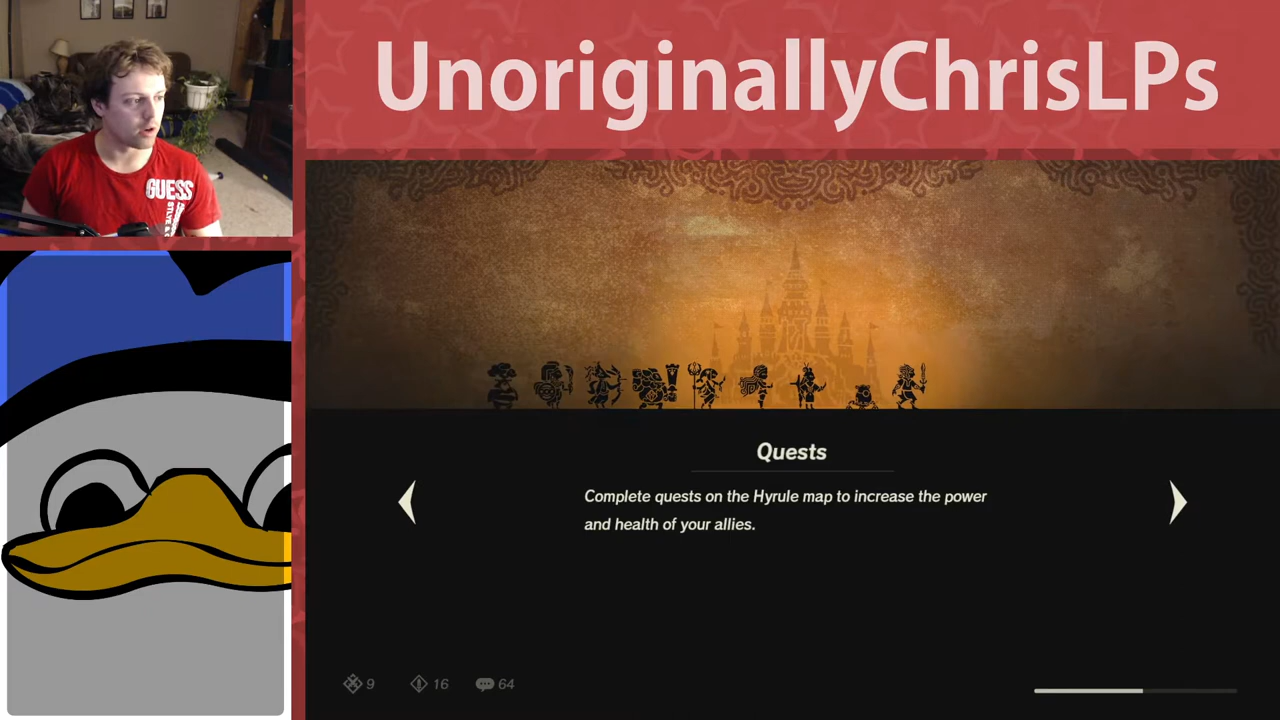 UnoriginallyChrisLPs
GUESS
Quests
Complete quests on the Hyrule map to increase the power
and health of your allies.
9 16 64